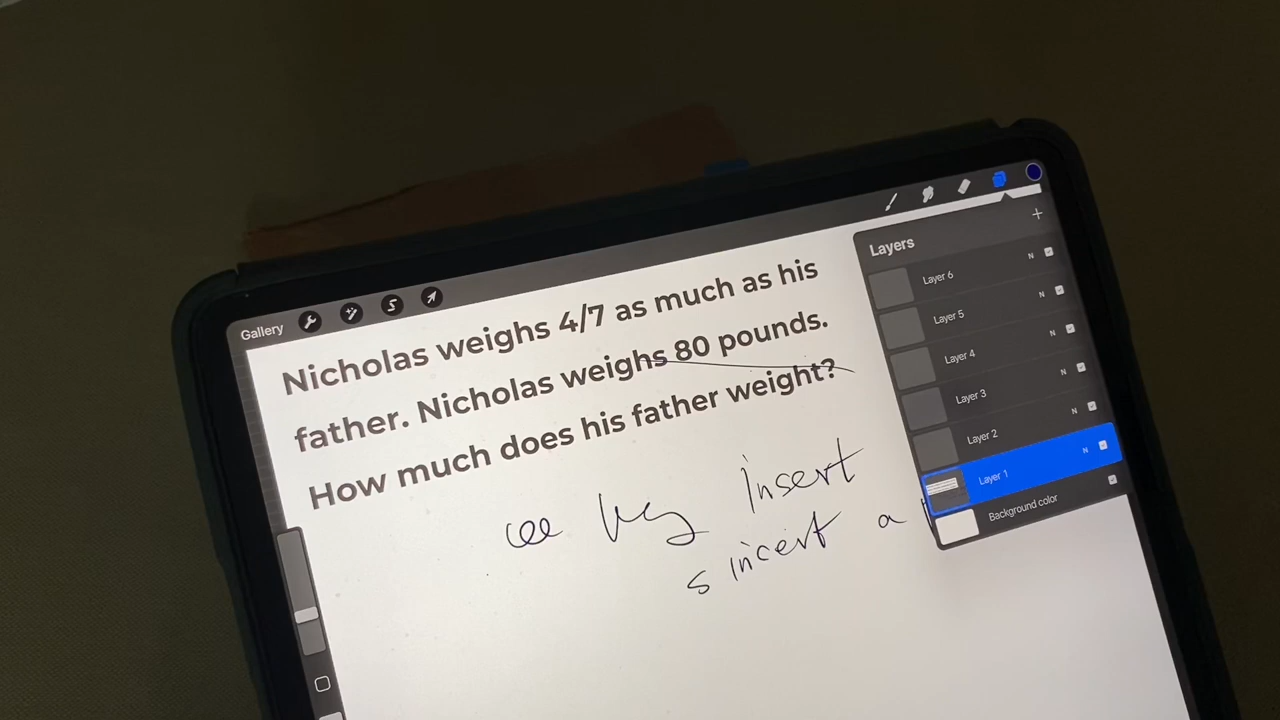 Gallery
Nicholas weighs 4/7 as much as his
father. Nicholas weighs 80 pounds.
How much does his father weight?
insert
s incert a
Layers
Layer 6
N
Layer 5
N
Layer 4
N
Layer 3
N
Layer 2
N
Layer 1
N
Background color